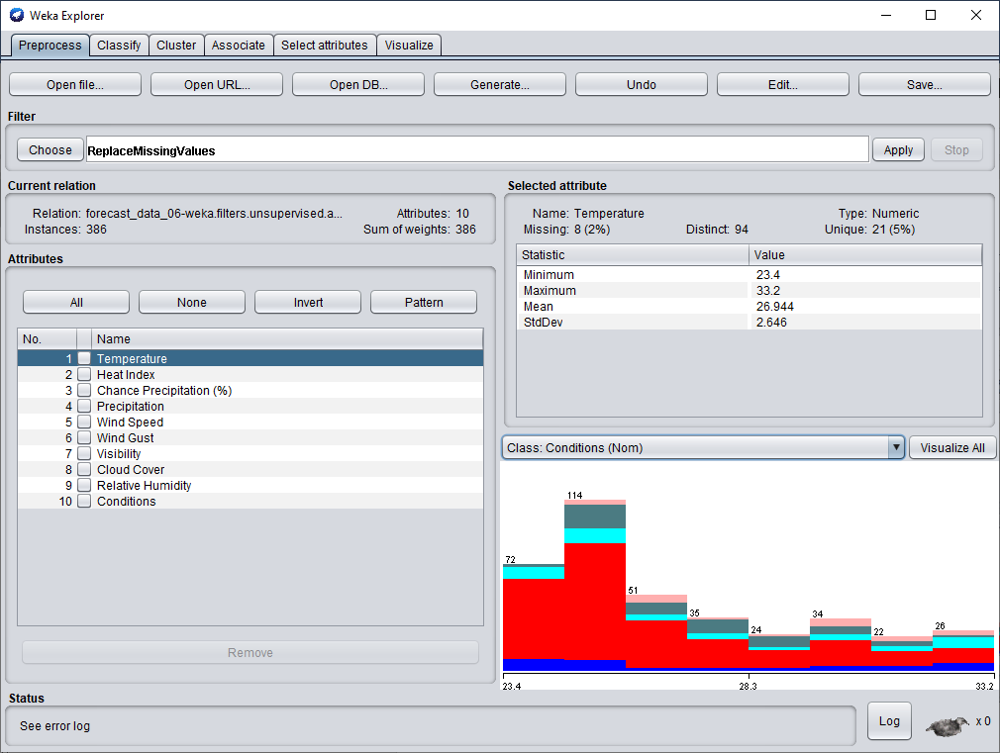 Weka Explorer
Preprocess Classify Cluster Associate Select attributes Visualize
Open file... Open URL... Open DB... Generate... Undo Edit... Save...
Filter
Choose ReplaceMissingValues Apply Stop
Current relation
Relation: forecast_data_06-weka.filters.unsupervised.a... Attributes: 10
Instances: 386 Sum of weights: 386
Attributes
All None Invert Pattern
No. Name
1 Temperature
2 Heat Index
3 Chance Precipitation (%)
4 Precipitation
5 Wind Speed
6 Wind Gust
7 Visibility
8 Cloud Cover
9 Relative Humidity
10 Conditions
Remove
Selected attribute
Name: Temperature Type: Numeric
Missing: 8 (2%) Distinct: 94 Unique: 21 (5%)
Statistic Value
Minimum 23.4
Maximum 33.2
Mean 26.944
StdDev 2.646
Class: Conditions (Nom) Visualize All
72 114 51 35 24 34 22 26
23.4 28.3 33.2
Status
See error log Log x 0